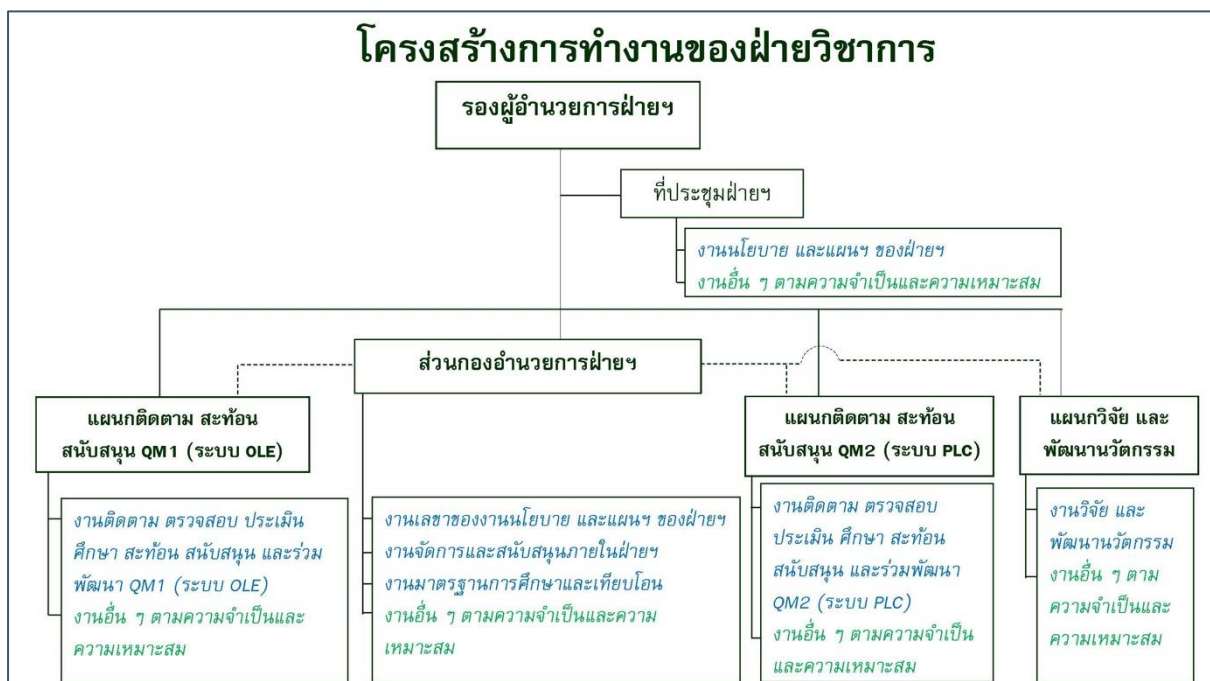 โครงสร้างการทำงานของฝ่ายวิชาการ
รองผู้อำนวยการฝ่ายฯ
ที่ประชุมฝ่ายฯ
งานนโยบาย และแผนฯ ของฝ่ายฯ
งานอื่น ๆ ตามความจำเป็นและความเหมาะสม
ส่วนกองอำนวยการฝ่ายฯ
แผนกติดตาม สะท้อน
สนับสนุน QM1 (ระบบ OLE)
งานติดตาม ตรวจสอบ ประเมิน
ศึกษา สะท้อน สนับสนุน และร่วม
พัฒนา QM1 (ระบบ OLE)
งานอื่น ๆ ตามความจำเป็นและ
ความเหมาะสม
งานเลขาของงานนโยบาย และแผนฯ ของฝ่ายฯ
งานจัดการและสนับสนุนภายในฝ่ายฯ
งานมาตรฐานการศึกษาและเทียบโอน
งานอื่น ๆ ตามความจำเป็นและความ
เหมาะสม
แผนกติดตาม สะท้อน
สนับสนุน QM2 (ระบบ PLC)
งานติดตาม ตรวจสอบ
ประเมิน ศึกษา สะท้อน
สนับสนุน และร่วมพัฒนา
QM2 (ระบบ PLC)
งานอื่น ๆ ตามความจำเป็น
และความเหมาะสม
แผนกวิจัย และ
พัฒนานวัตกรรม
งานวิจัย และ
พัฒนานวัตกรรม
งานอื่น ๆ ตาม
ความจำเป็นและ
ความเหมาะสม